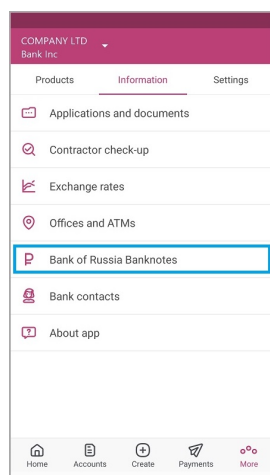 COMPANY LTD
Bank Inc
Products Information Settings
Applications and documents
Contractor check-up
Exchange rates
Offices and ATMs
Bank of Russia Banknotes
Bank contacts
About app
Home Accounts Create Payments More